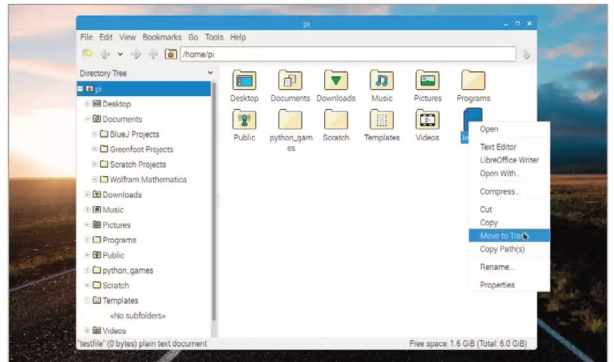 pi
File Edit View Bookmarks Go Tools Help
/home/pi
Directory Tree
pi
Desktop
Documents
BlueJ Projects
Greenfoot Projects
Scratch Projects
Wolfram Mathematica
Downloads
Music
Pictures
Programs
Public
python_games
Scratch
Templates
<No subfolders>
Videos
Desktop Documents Downloads Music Pictures Programs
Public python_gam Scratch Templates Videos
es
Open
Text Editor
LibreOffice Writer
Open With...
Compress...
Cut
Copy
Move to Trash
Copy Path(s)
Rename...
Properties
"testfile" (0 bytes) plain text document
Free space: 1.6 GiB (Total: 6.0 GiB)